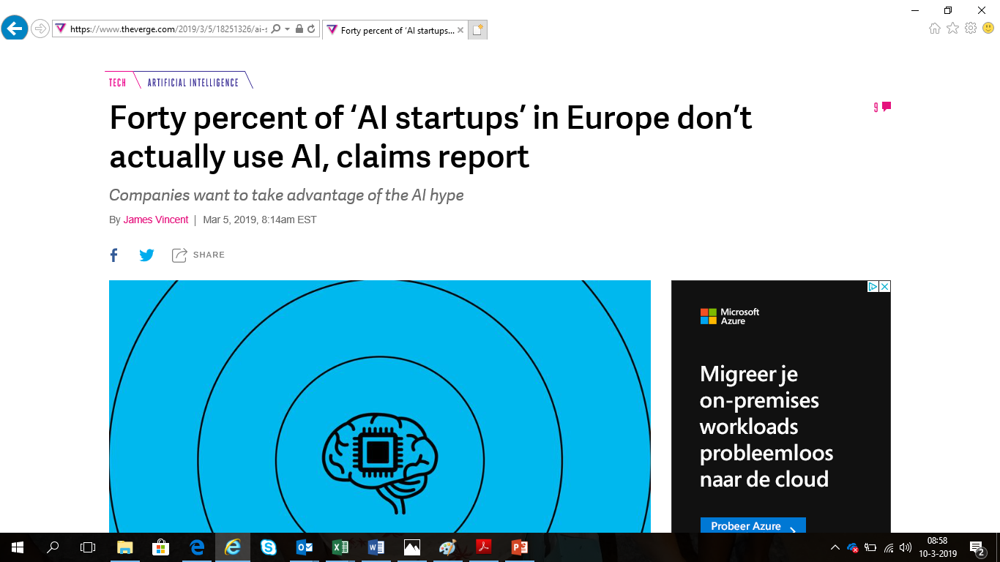 https://www.theverge.com/2019/3/5/18251326/ai-s
Forty percent of ‘AI startups...
TECH
ARTIFICIAL INTELLIGENCE
Forty percent of ‘AI startups’ in Europe don’t
actually use AI, claims report
9
Companies want to take advantage of the AI hype
By James Vincent | Mar 5, 2019, 8:14am EST
SHARE
Microsoft
Azure
Migreer je
on-premises
workloads
probleemloos
naar de cloud
Probeer Azure
08:58
10-3-2019
2